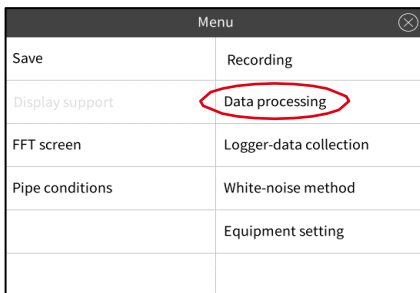 Menu
Save
Recording
Display support
Data processing
FFT screen
Logger-data collection
Pipe conditions
White-noise method
Equipment setting